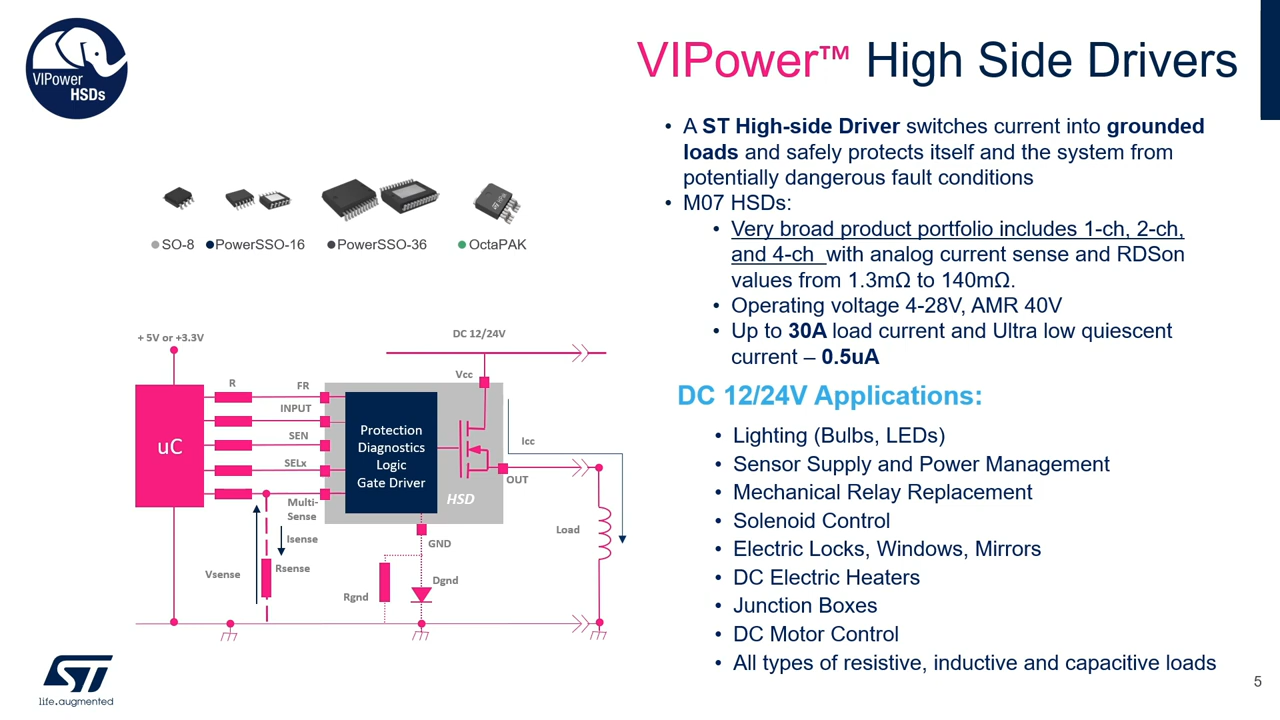 VIPower
HSDs
VIPower™ High Side Drivers
• A ST High-side Driver switches current into grounded
loads and safely protects itself and the system from
potentially dangerous fault conditions
• M07 HSDs:
• Very broad product portfolio includes 1-ch, 2-ch,
and 4-ch with analog current sense and RDSon
values from 1.3mΩ to 140mΩ.
• Operating voltage 4-28V, AMR 40V
• Up to 30A load current and Ultra low quiescent
current – 0.5uA
DC 12/24V Applications:
• Lighting (Bulbs, LEDs)
• Sensor Supply and Power Management
• Mechanical Relay Replacement
• Solenoid Control
• Electric Locks, Windows, Mirrors
• DC Electric Heaters
• Junction Boxes
• DC Motor Control
• All types of resistive, inductive and capacitive loads
SO-8 PowerSSO-16 PowerSSO-36 OctaPAK
+ 5V or +3.3V
DC 12/24V
Vcc
R
FR
INPUT
SEN
SELx
Multi-
Sense
uC
Protection
Diagnostics
Logic
Gate Driver
HSD
Icc
OUT
Load
GND
Isense
Rsense
Vsense
Rgnd
Dgnd
ST
life.augmented
5